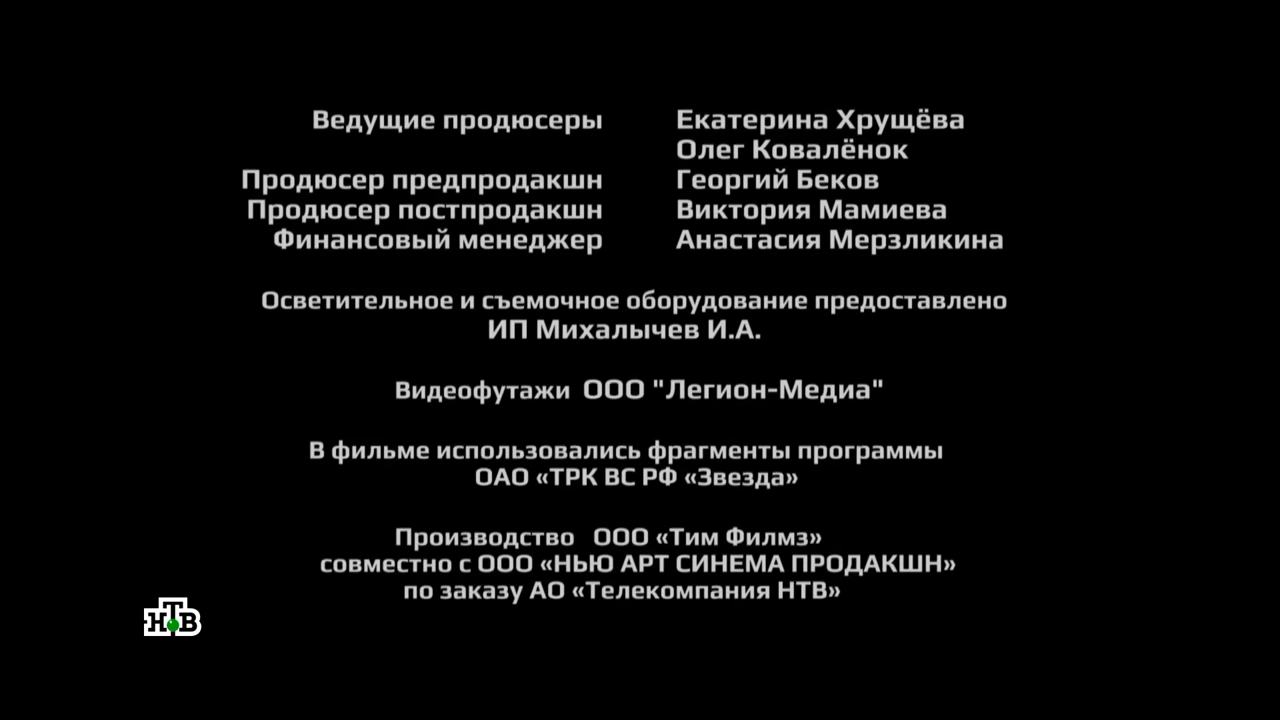 Ведущие продюсеры Екатерина Хрущёва
Олег Коваленок
Продюсер предпродакшн Георгий Беков
Продюсер постпродакшн Виктория Мамиева
Финансовый менеджер Анастасия Мерзликина
Осветительное и съемочное оборудование предоставлено
ИП Михалычев И.А.
Видеофутажи ООО "Легион-Медиа"
В фильме использовались фрагменты программы
ОАО «ТРК ВС РФ «Звезда»
Производство ООО «Тим Филмз»
совместно с ООО «НЬЮ АРТ СИНЕМА ПРОДАКШН»
по заказу АО «Телекомпания НТВ»
НТВ